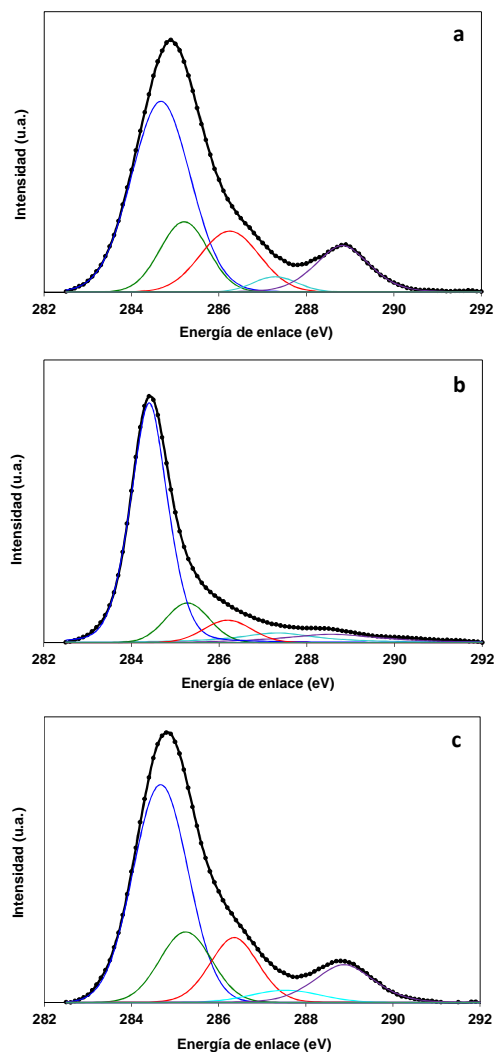 a
Intensidad (u.a.)
282 284 286 288 290 292
Energía de enlace (eV)
b
Intensidad (u.a.)
282 284 286 288 290 292
Energía de enlace (eV)
c
Intensidad (u.a.)
282 284 286 288 290 292
Energía de enlace (eV)